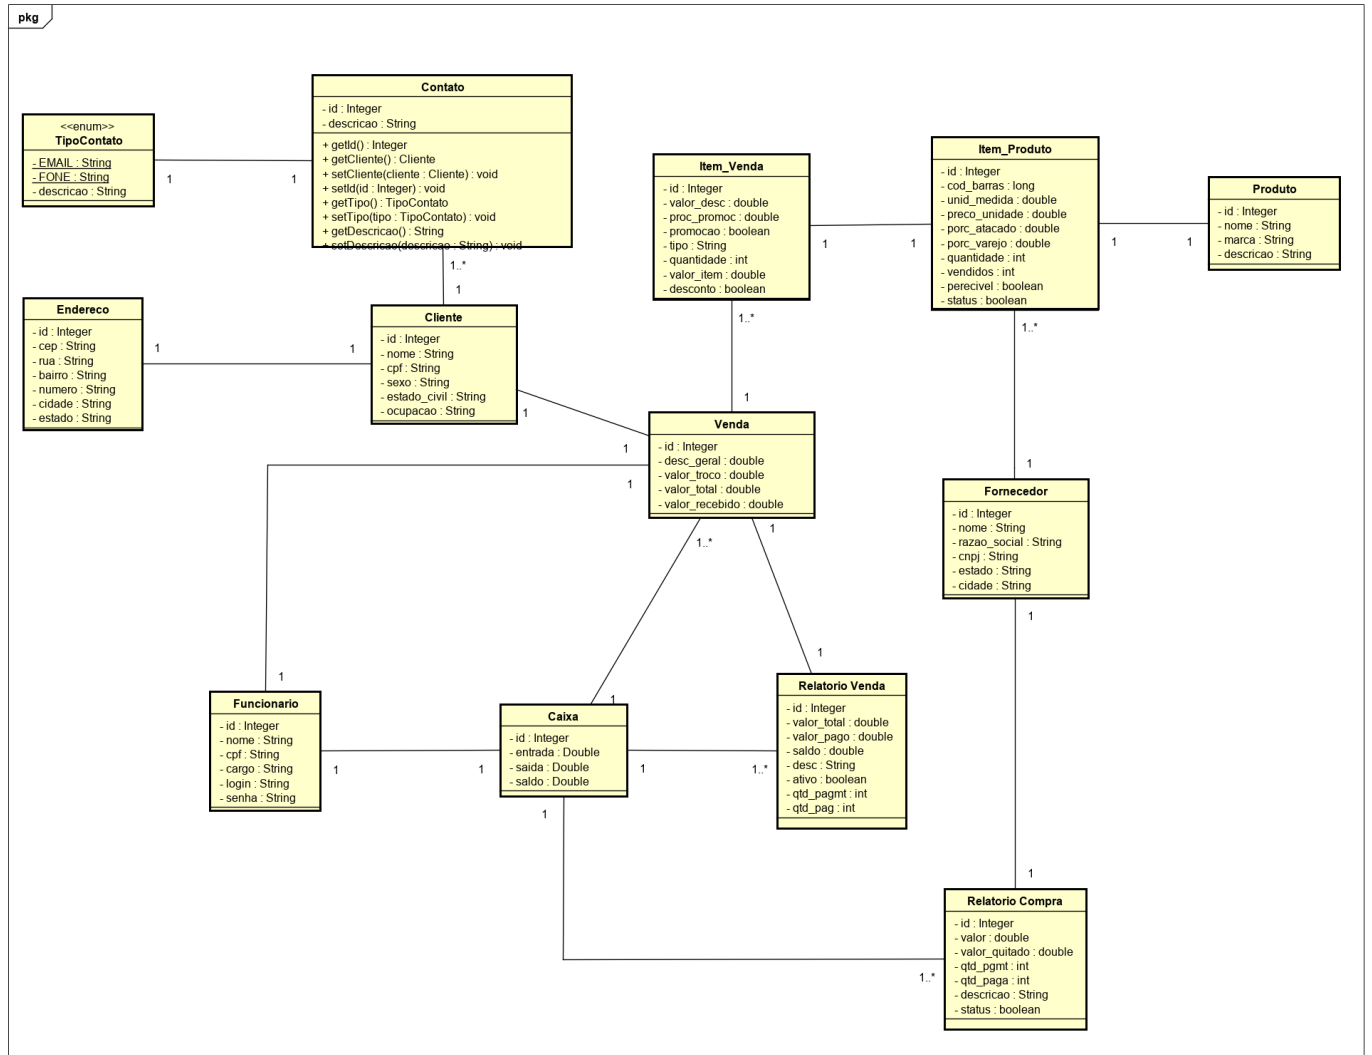 pkg
Contato
- id : Integer
- descricao : String
+ getId() : Integer
+ getCliente() : Cliente
+ setCliente(cliente : Cliente) : void
+ setId(id : Integer) : void
+ getTipo() : TipoContato
+ setTipo(tipo : TipoContato) : void
+ getDescricao() : String
+ setDescricao(descricao : String) : void
<<enum>>
TipoContato
- EMAIL : String
- FONE : String
- descricao : String
1
1
1..*
1
Item_Venda
- id : Integer
- valor_desc : double
- proc_promoc : double
- promocao : boolean
- tipo : String
- quantidade : int
- valor_item : double
- desconto : boolean
1
1
Item_Produto
- id : Integer
- cod_barras : long
- unid_medida : double
- preco_unidade : double
- porc_atacado : double
- porc_varejo : double
- quantidade : int
- vendidos : int
- perecivel : boolean
- status : boolean
1
1
Produto
- id : Integer
- nome : String
- marca : String
- descricao : String
Endereco
- id : Integer
- cep : String
- rua : String
- bairro : String
- numero : String
- cidade : String
- estado : String
1
1
Cliente
- id : Integer
- nome : String
- cpf : String
- sexo : String
- estado_civil : String
- ocupacao : String
1
1
1..*
1
1..*
1
Venda
- id : Integer
- desc_geral : double
- valor_troco : double
- valor_total : double
- valor_recebido : double
1
1..*
1
Fornecedor
- id : Integer
- nome : String
- razao_social : String
- cnpj : String
- estado : String
- cidade : String
1
1
1
1
Funcionario
- id : Integer
- nome : String
- cpf : String
- cargo : String
- login : String
- senha : String
1
1
Caixa
- id : Integer
- entrada : Double
- saida : Double
- saldo : Double
1
1..*
1
Relatorio Venda
- id : Integer
- valor_total : double
- valor_pago : double
- saldo : double
- desc : String
- ativo : boolean
- qtd_pagmt : int
- qtd_pag : int
1
Relatorio Compra
- id : Integer
- valor : double
- valor_quitado : double
- qtd_pgmt : int
- qtd_paga : int
- descricao : String
- status : boolean
1..*